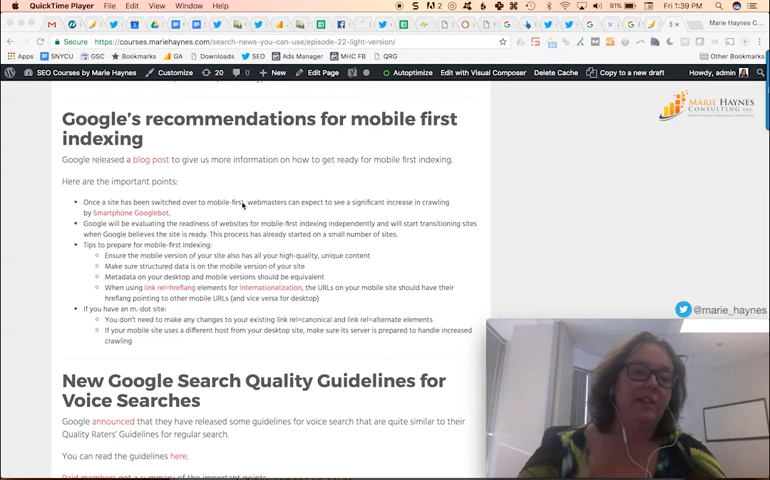 QuickTime Player File Edit View Window Help
91% Fri 1:39 PM
Marie Haynes
Secure https://courses.mariehaynes.com/search-news-you-can-use/episode-22-light-version/
Apps SNYCU GSC Bookmarks GA Downloads SEO Ads Manager MHC FB QRG Other Bookmarks
SEO Courses by Marie Haynes Customize 20 0 New Edit Page Autoptimize Edit with Visual Composer Delete Cache Copy to a new draft Howdy, admin
MARIE HAYNES
CONSULTING INC.
Google's recommendations for mobile first
indexing
Google released a blog post to give us more information on how to get ready for mobile first indexing.
Here are the important points:
Once a site has been switched over to mobile-first, webmasters can expect to see a significant increase in crawling
by Smartphone Googlebot.
Google will be evaluating the readiness of websites for mobile-first indexing independently and will start transitioning sites
when Google believes the site is ready. This process has already started on a small number of sites.
Tips to prepare for mobile-first indexing:
Ensure the mobile version of your site also has all your high-quality, unique content
Make sure structured data is on the mobile version of your site
Metadata on your desktop and mobile versions should be equivalent
When using link rel=hreflang elements for internationalization, the URLs on your mobile site should have their
hreflang pointing to other mobile URLs (and vice versa for desktop)
If you have an m.-dot site:
You don't need to make any changes to your existing link rel=canonical and link rel=alternate elements
If your mobile site uses a different host from your desktop site, make sure its server is prepared to handle increased
crawling
@marie_haynes
New Google Search Quality Guidelines for
Voice Searches
Google announced that they have released some guidelines for voice search that are quite similar to their
Quality Raters' Guidelines for regular search.
You can read the guidelines here.
Paid members get a summary of the important points